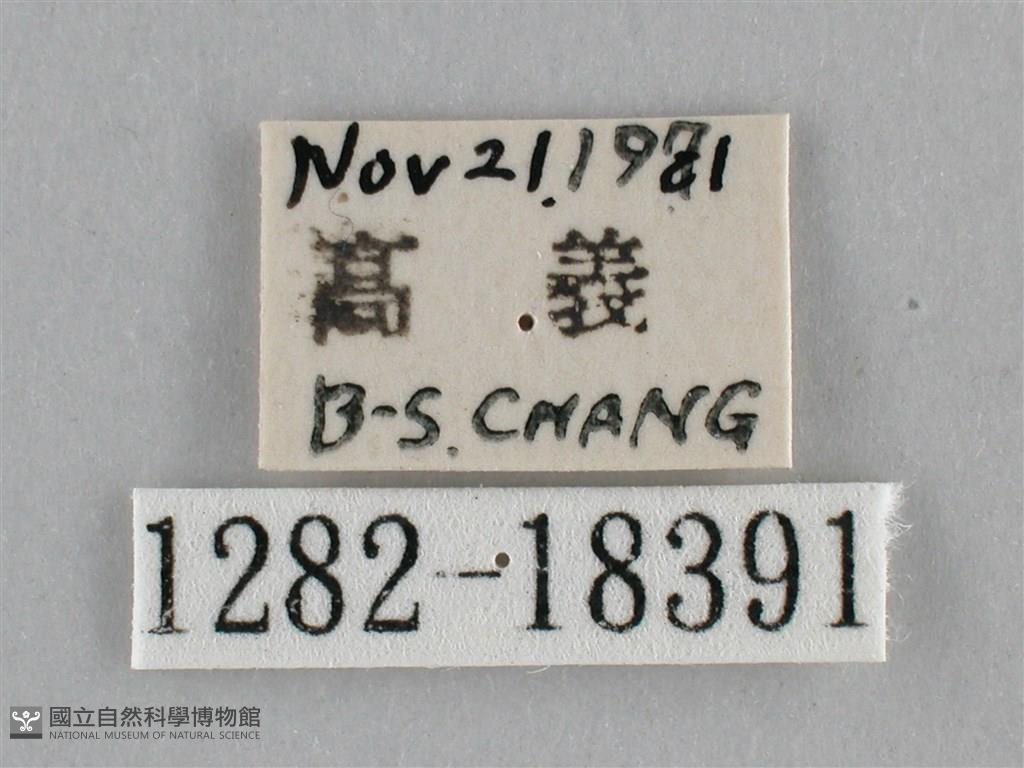 Nov 21, 1981
高 義
B-S. CHANG
1282-18391
國立自然科學博物館
NATIONAL MUSEUM OF NATURAL SCIENCE